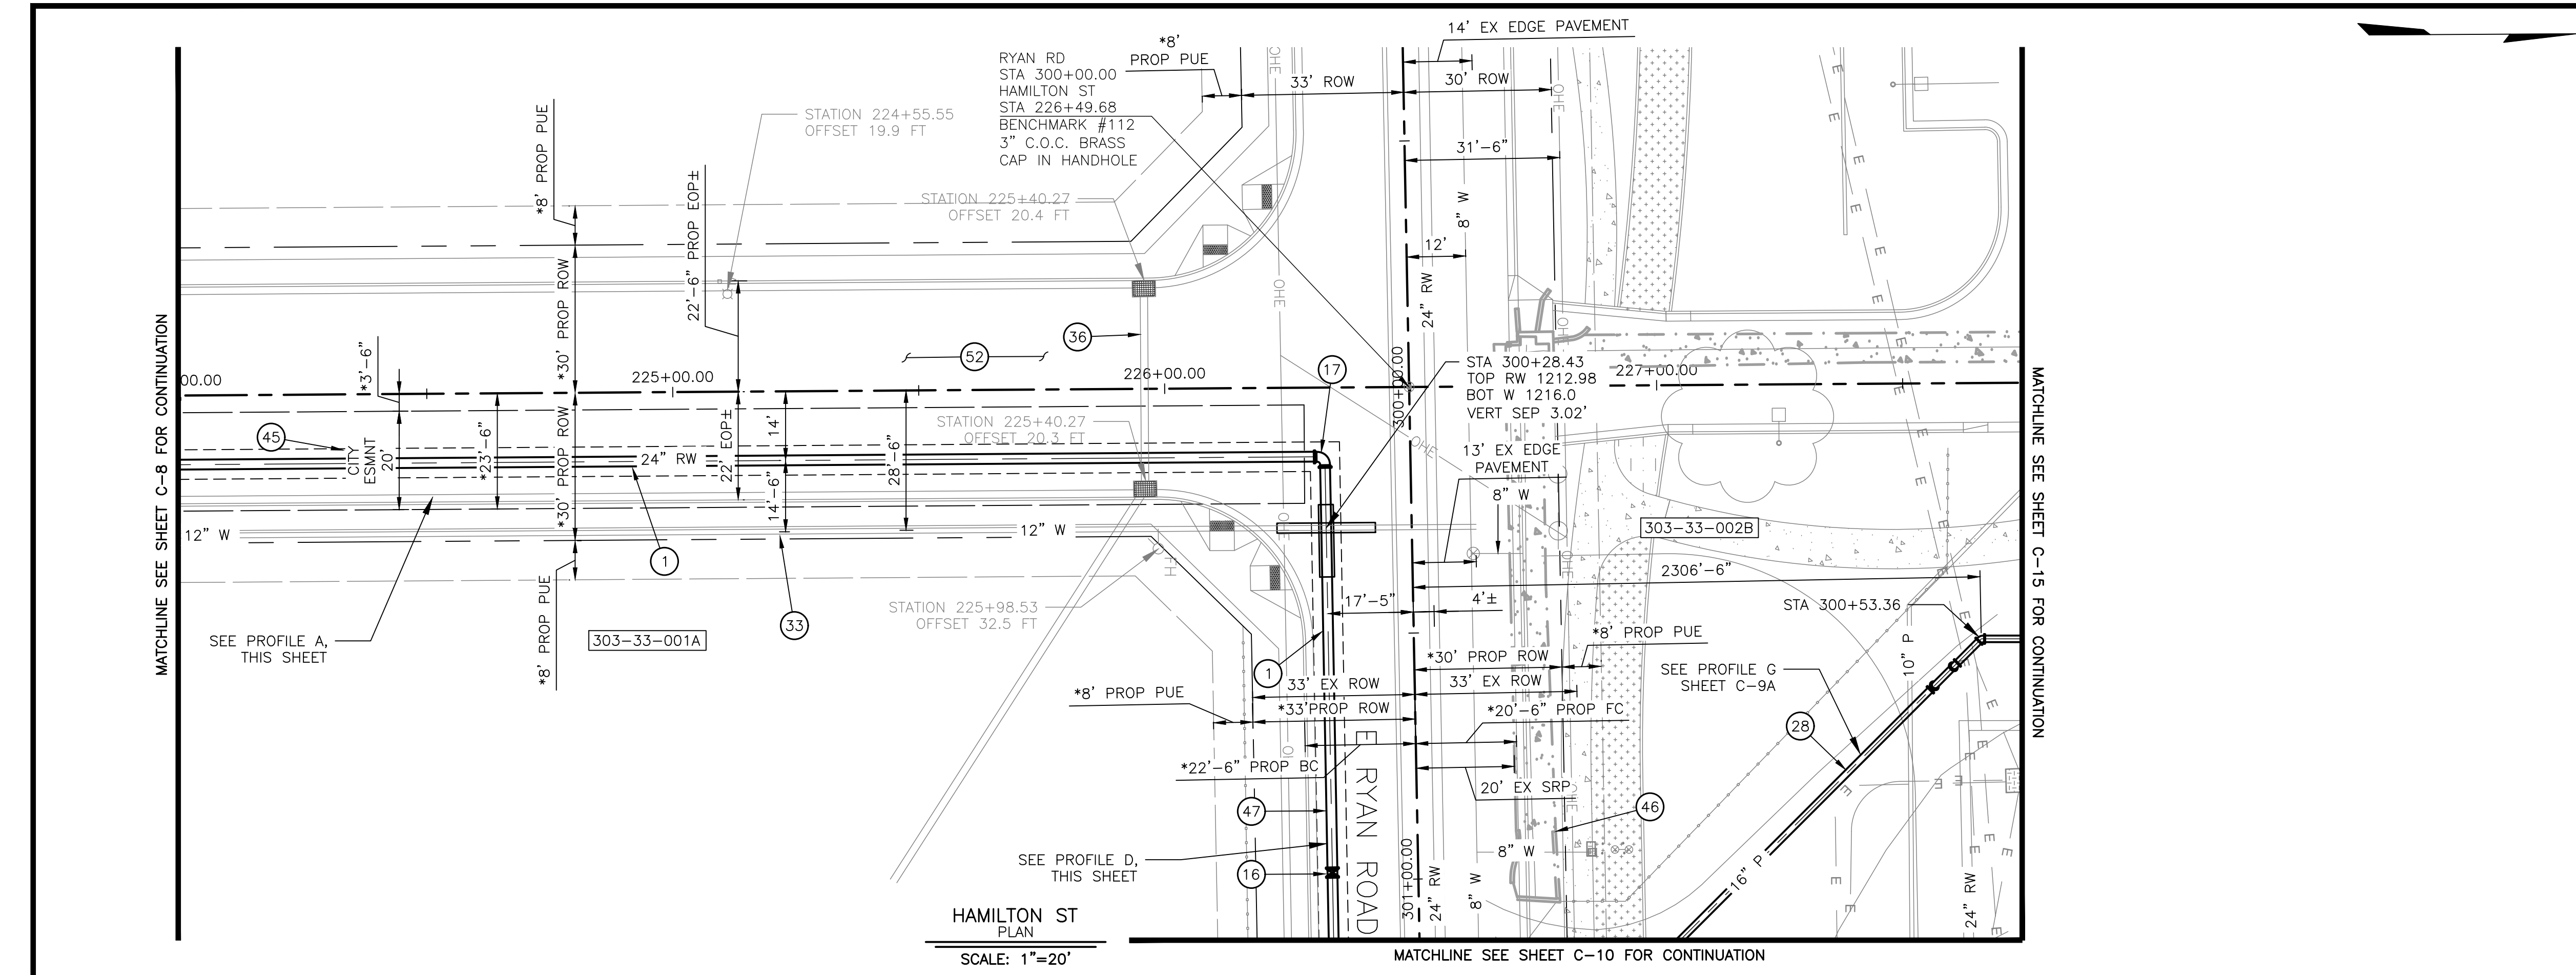 14' EX EDGE PAVEMENT
*8'
PROP PUE
RYAN RD
STA 300+00.00
HAMILTON ST
STA 226+49.68
BENCHMARK #112
3" C.O.C. BRASS
CAP IN HANDHOLE
33' ROW
30' ROW
OHE
OHE
E
E
E
E
E
*8' PROP PUE
STATION 224+55.55
OFFSET 19.9 FT
22'-6" PROP EOP±
STATION 225+40.27
OFFSET 20.4 FT
31'-6"
8" W
12'
24" RW
OHE
OHE
*30' PROP ROW
36
52
17
300+00.00
STA 300+28.43
TOP RW 1212.98
BOT W 1216.0
VERT SEP 3.02'
227+00.00
00.00
*3'-6"
225+00.00
226+00.00
MATCHLINE SEE SHEET C-8 FOR CONTINUATION
MATCHLINE SEE SHEET C-15 FOR CONTINUATION
45
CITY
ESMNT
20'
*23'-6"
*30' PROP ROW
24" RW
22' EOP±
14'
14'-6"
28'-6"
STATION 225+40.27
OFFSET 20.3 FT
OHE
13' EX EDGE
PAVEMENT
8" W
12" W
12" W
303-33-002B
1
FH
OHE
2306'-6"
*8' PROP PUE
303-33-001A
33
STATION 225+98.53
OFFSET 32.5 FT
17'-5"
4'±
STA 300+53.36
SEE PROFILE A,
THIS SHEET
*8' PROP PUE
*30' PROP ROW
10" P
1
SEE PROFILE G
SHEET C-9A
*8' PROP PUE
33' EX ROW
33' EX ROW
*33'PROP ROW
*20'-6" PROP FC
28
*22'-6" PROP BC
20' EX SRP
OHE
46
47
E RYAN ROAD
SEE PROFILE D,
THIS SHEET
16
8" W
301+00.00
24" RW
8" W
16" P
24" RW
HAMILTON ST
PLAN
SCALE: 1"=20'
MATCHLINE SEE SHEET C-10 FOR CONTINUATION